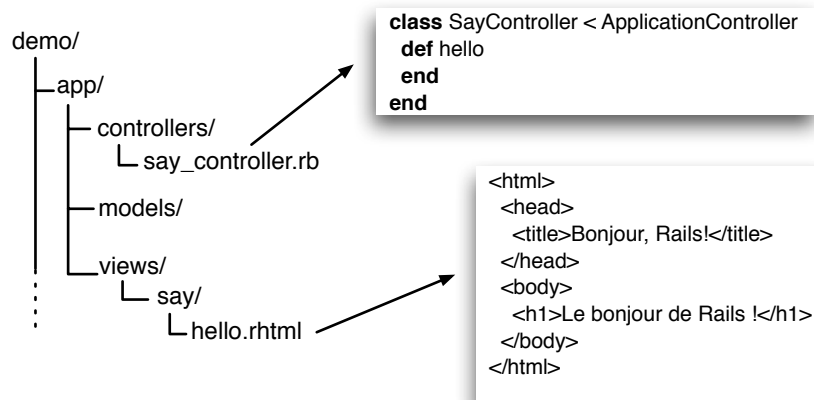 demo/
app/
controllers/
say_controller.rb
models/
views/
say/
hello.rhtml
class SayController < ApplicationController
def hello
end
end
<html>
<head>
<title>Bonjour, Rails!</title>
</head>
<body>
<h1>Le bonjour de Rails !</h1>
</body>
</html>